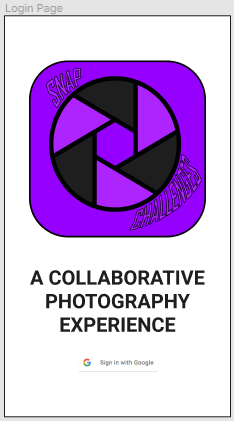 Login Page
SNAP
CHALLENGES
A COLLABORATIVE
PHOTOGRAPHY
EXPERIENCE
Sign in with Google